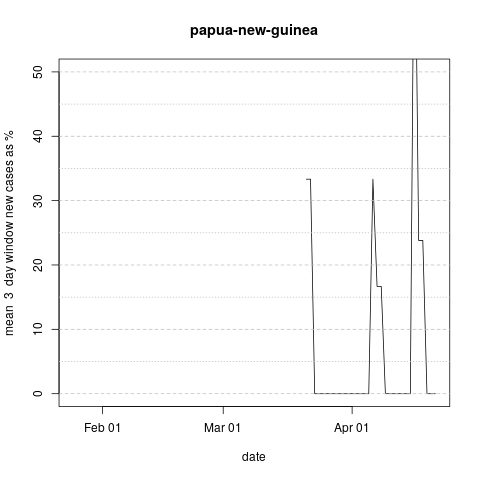 papua-new-guinea
mean 3 day window new cases as %
50
40
30
20
10
0
Feb 01
Mar 01
Apr 01
date